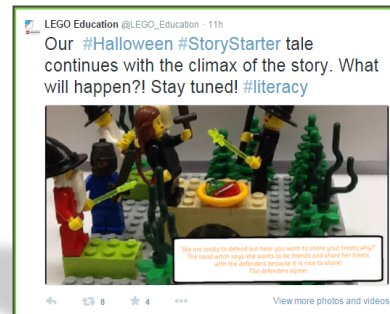 LEGO Education @LEGO_Education · 11h
Our #Halloween #StoryStarter tale
continues with the climax of the story. What
will happen?! Stay tuned! #literacy
"We are ready to defend but hear you want to share your treats,why?"
The head witch says she wants to be friends and share her treats
with the defenders because it is nice to share!
The defenders agree!
8 4 View more photos and videos